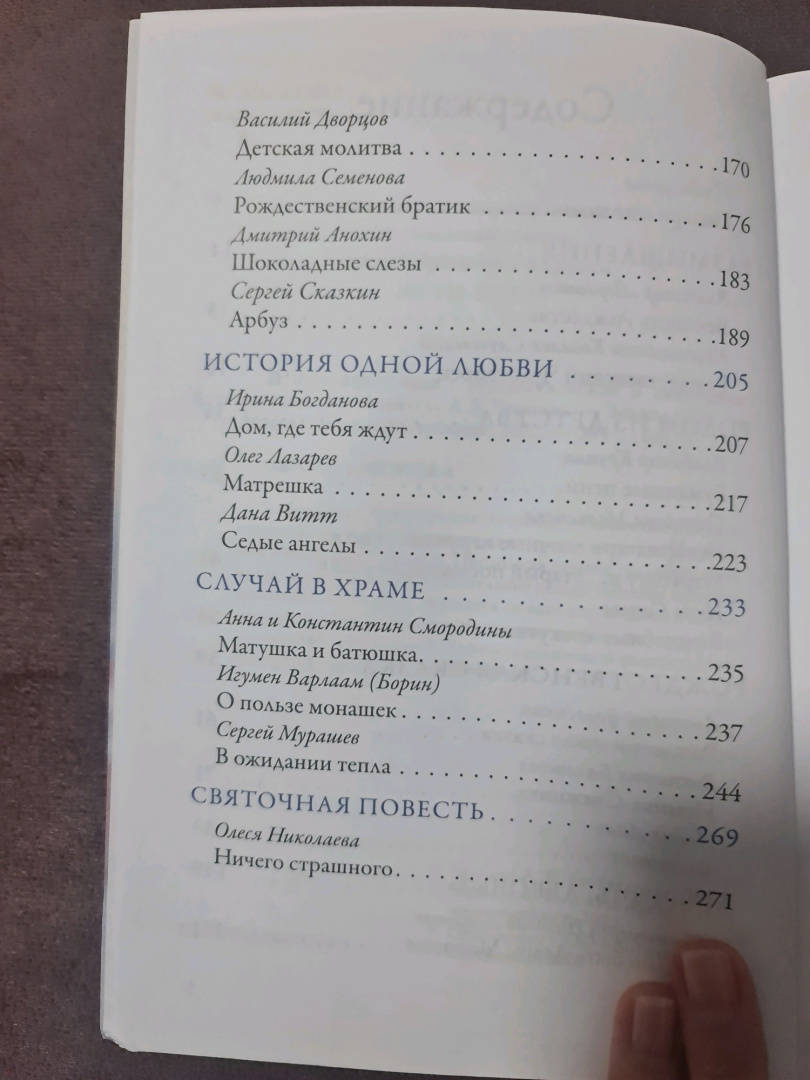 Содержание
Василий Дворцов
Детская молитва . . . . . . . . . . . . . . . . . . . . . . . 170
Людмила Семенова
Рождественский братик . . . . . . . . . . . . . . . . . 176
Дмитрий Анохин
Шоколадные слезы . . . . . . . . . . . . . . . . . . . . . 183
Сергей Сказкин
Арбуз . . . . . . . . . . . . . . . . . . . . . . . . . . . . . . 189
ИСТОРИЯ ОДНОЙ ЛЮБВИ . . . . . . . . 205
Ирина Богданова
Дом, где тебя ждут . . . . . . . . . . . . . . . . . . . . . . 207
Олег Лазарев
Матрешка . . . . . . . . . . . . . . . . . . . . . . . . . . . . 217
Дана Витт
Седые ангелы . . . . . . . . . . . . . . . . . . . . . . . . . 223
СЛУЧАЙ В ХРАМЕ . . . . . . . . . . . . . . . 233
Анна и Константин Смородины
Матушка и батюшка. . . . . . . . . . . . . . . . . . . . . 235
Игумен Варлаам (Борин)
О пользе монашек . . . . . . . . . . . . . . . . . . . . . . 237
Сергей Мурашев
В ожидании тепла . . . . . . . . . . . . . . . . . . . . . . 244
СВЯТОЧНАЯ ПОВЕСТЬ . . . . . . . . . . . 269
Олеся Николаева
Ничего страшного. . . . . . . . . . . . . . . . . . . . . . 271